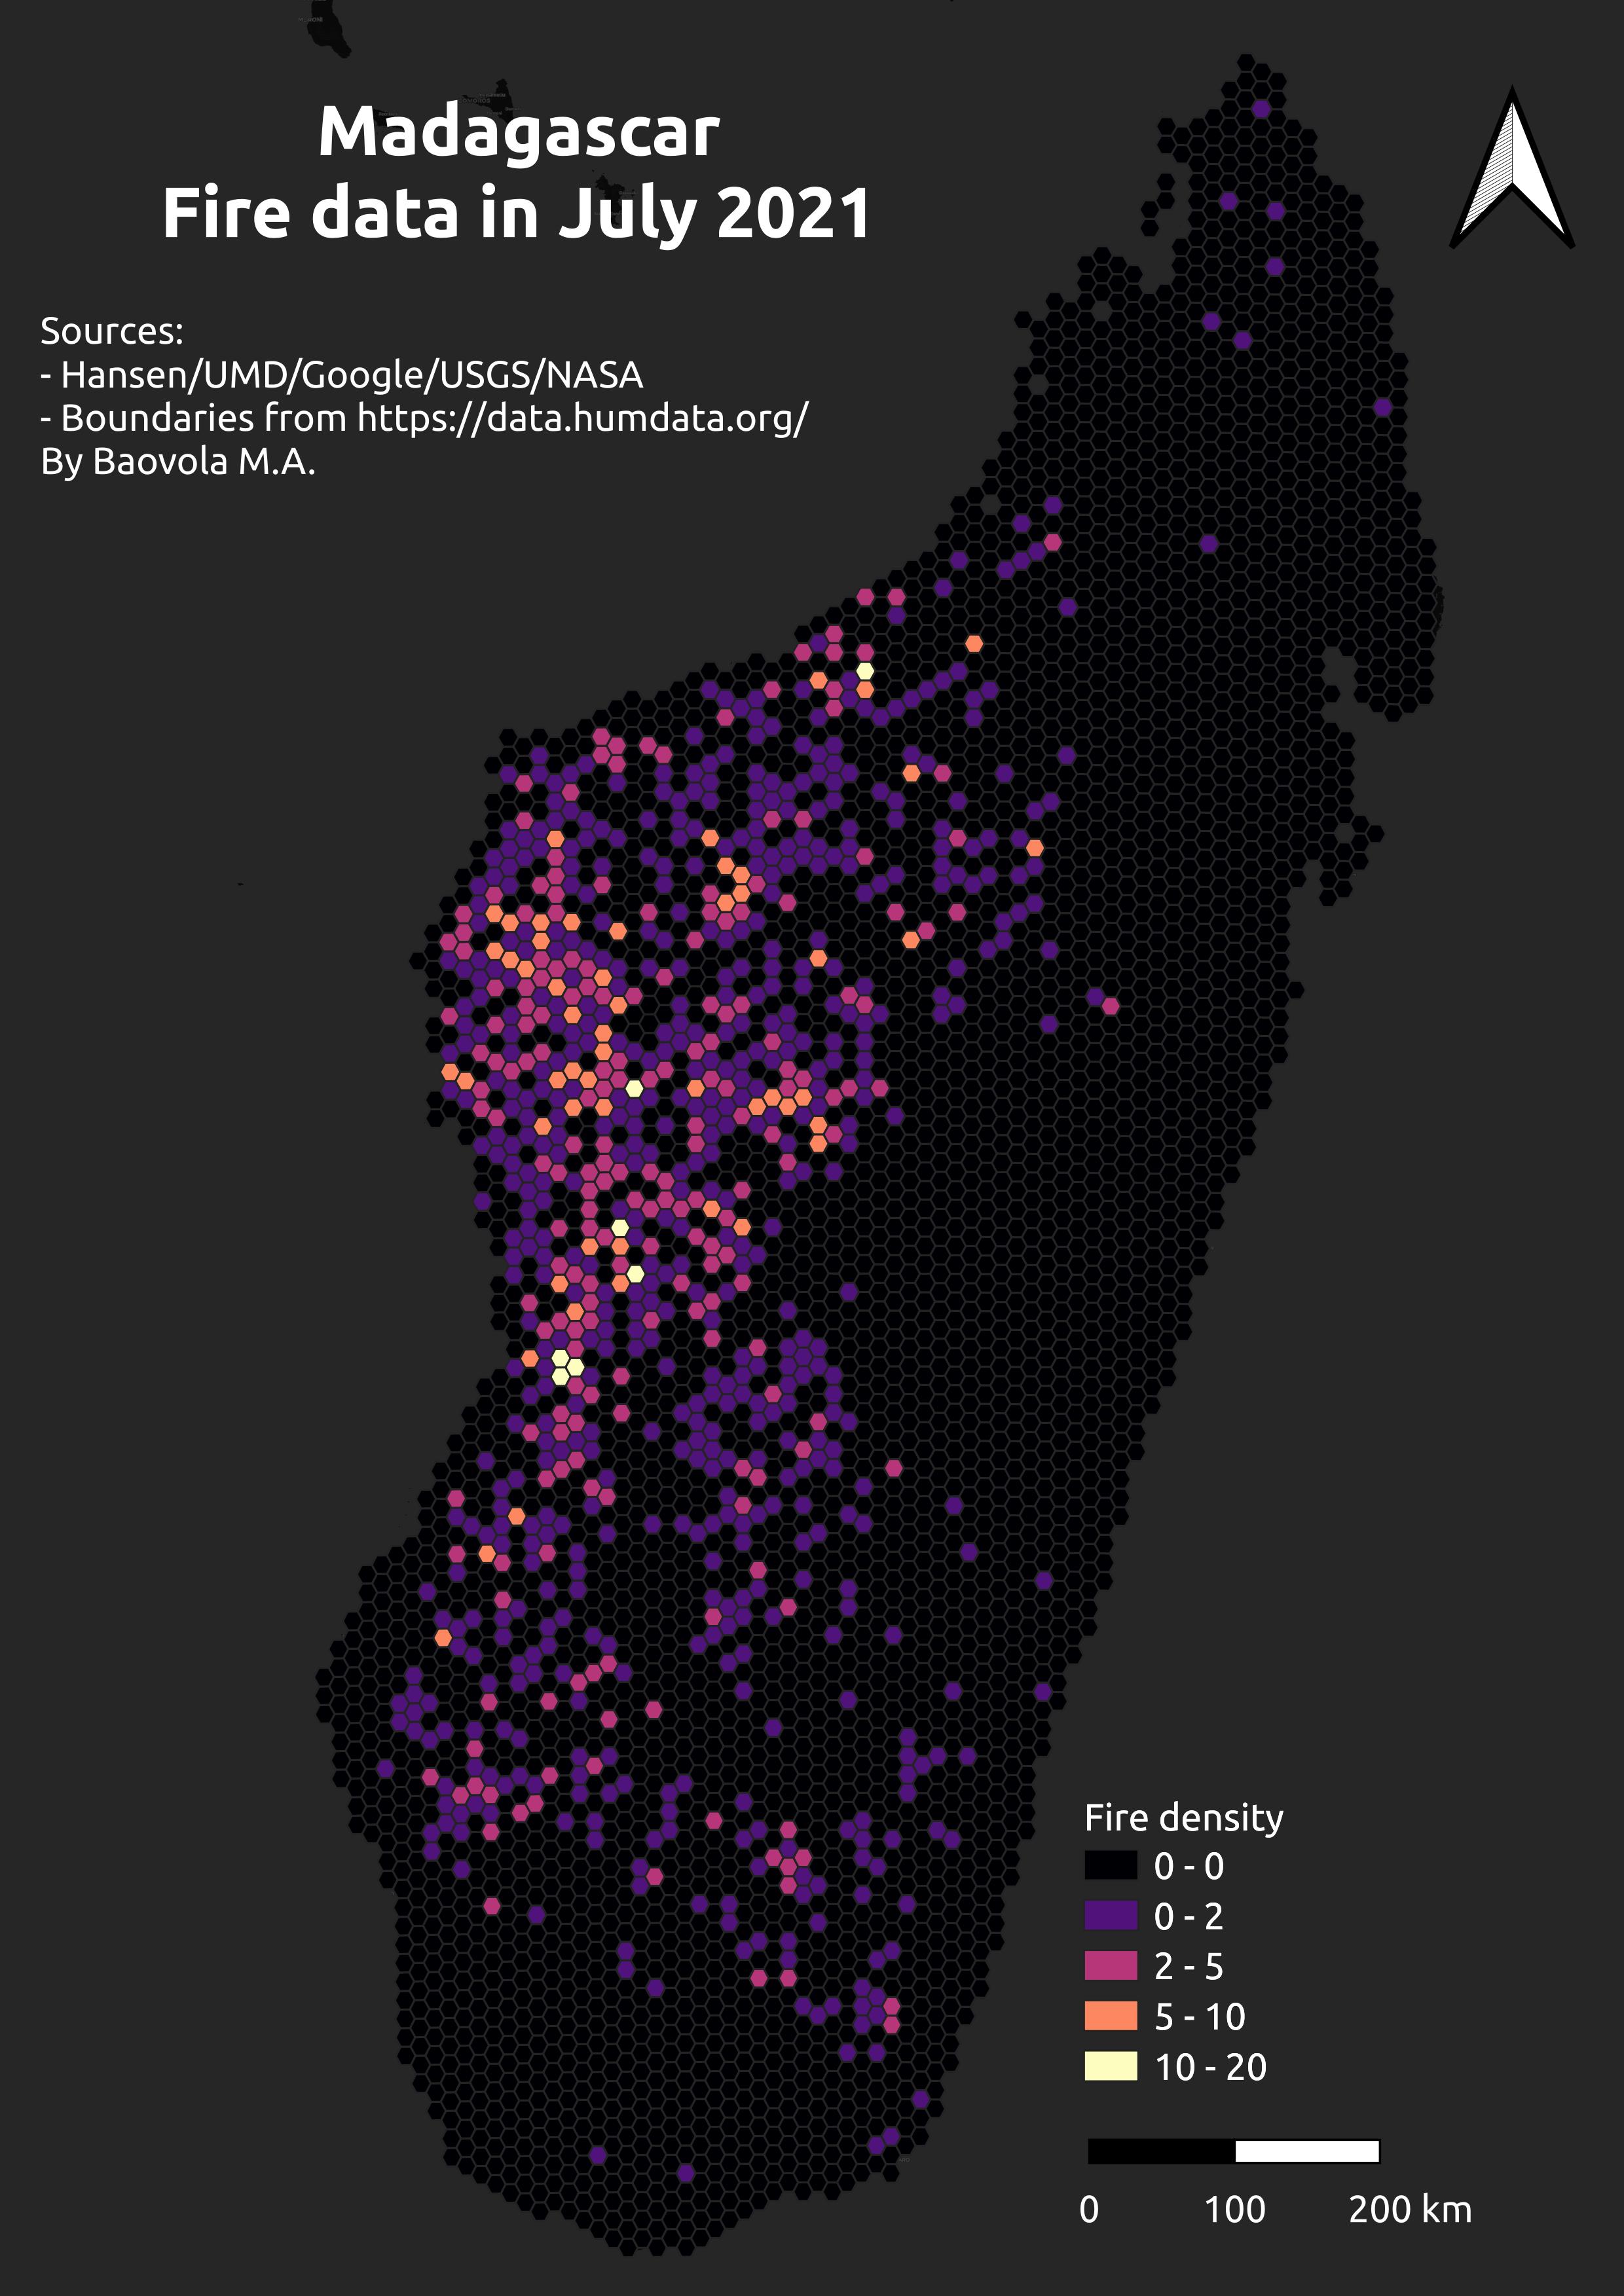 Madagascar
Fire data in July 2021
Sources:
- Hansen/UMD/Google/USGS/NASA
- Boundaries from https://data.humdata.org/
By Baovola M.A.
Fire density
0 - 0
0 - 2
2 - 5
5 - 10
10 - 20
0 100 200 km